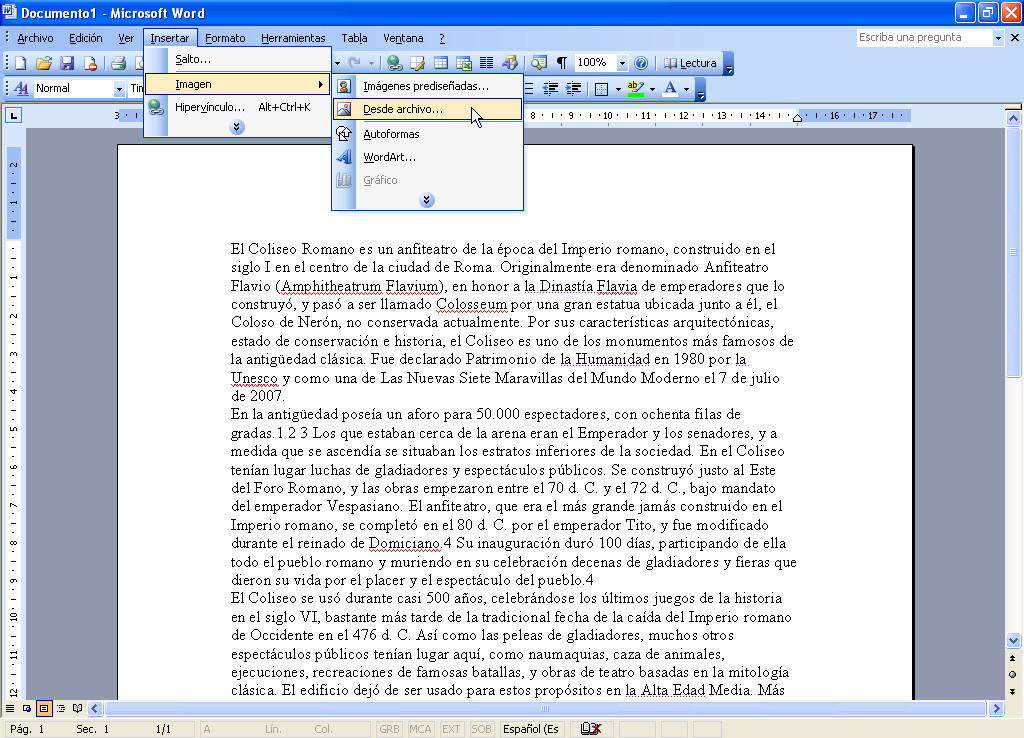 Documento1 - Microsoft Word
Archivo Edición Ver Insertar Formato Herramientas Tabla Ventana ? Escriba una pregunta
100% Lectura
Normal
Salto...
Imagen
Hipervínculo... Alt+Ctrl+K
Imágenes prediseñadas...
Desde archivo...
Autoformas
WordArt...
Gráfico
3 8 9 10 11 12 13 14 15 16 17
El Coliseo Romano es un anfiteatro de la época del Imperio romano, construido en el
siglo I en el centro de la ciudad de Roma. Originalmente era denominado Anfiteatro
Flavio (Amphitheatrum Flavium), en honor a la Dinastía Flavia de emperadores que lo
construyó, y pasó a ser llamado Colosseum por una gran estatua ubicada junto a él, el
Coloso de Nerón, no conservada actualmente. Por sus características arquitectónicas,
estado de conservación e historia, el Coliseo es uno de los monumentos más famosos de
la antigüedad clásica. Fue declarado Patrimonio de la Humanidad en 1980 por la
Unesco y como una de Las Nuevas Siete Maravillas del Mundo Moderno el 7 de julio
de 2007.
En la antigüedad poseía un aforo para 50.000 espectadores, con ochenta filas de
gradas.1 2 3 Los que estaban cerca de la arena eran el Emperador y los senadores, y a
medida que se ascendía se situaban los estratos inferiores de la sociedad. En el Coliseo
tenían lugar luchas de gladiadores y espectáculos públicos. Se construyó justo al Este
del Foro Romano, y las obras empezaron entre el 70 d. C. y el 72 d. C., bajo mandato
del emperador Vespasiano. El anfiteatro, que era el más grande jamás construido en el
Imperio romano, se completó en el 80 d. C. por el emperador Tito, y fue modificado
durante el reinado de Domiciano.4 Su inauguración duró 100 días, participando de ella
todo el pueblo romano y muriendo en su celebración decenas de gladiadores y fieras que
dieron su vida por el placer y el espectáculo del pueblo.4
El Coliseo se usó durante casi 500 años, celebrándose los últimos juegos de la historia
en el siglo VI, bastante más tarde de la tradicional fecha de la caída del Imperio romano
de Occidente en el 476 d. C. Así como las peleas de gladiadores, muchos otros
espectáculos públicos tenían lugar aquí, como naumaquias, caza de animales,
ejecuciones, recreaciones de famosas batallas, y obras de teatro basadas en la mitología
clásica. El edificio dejó de ser usado para estos propósitos en la Alta Edad Media. Más
Pág. 1 Sec. 1 1/1 A Lín. Col. GRB MCA EXT SOB Español (Es